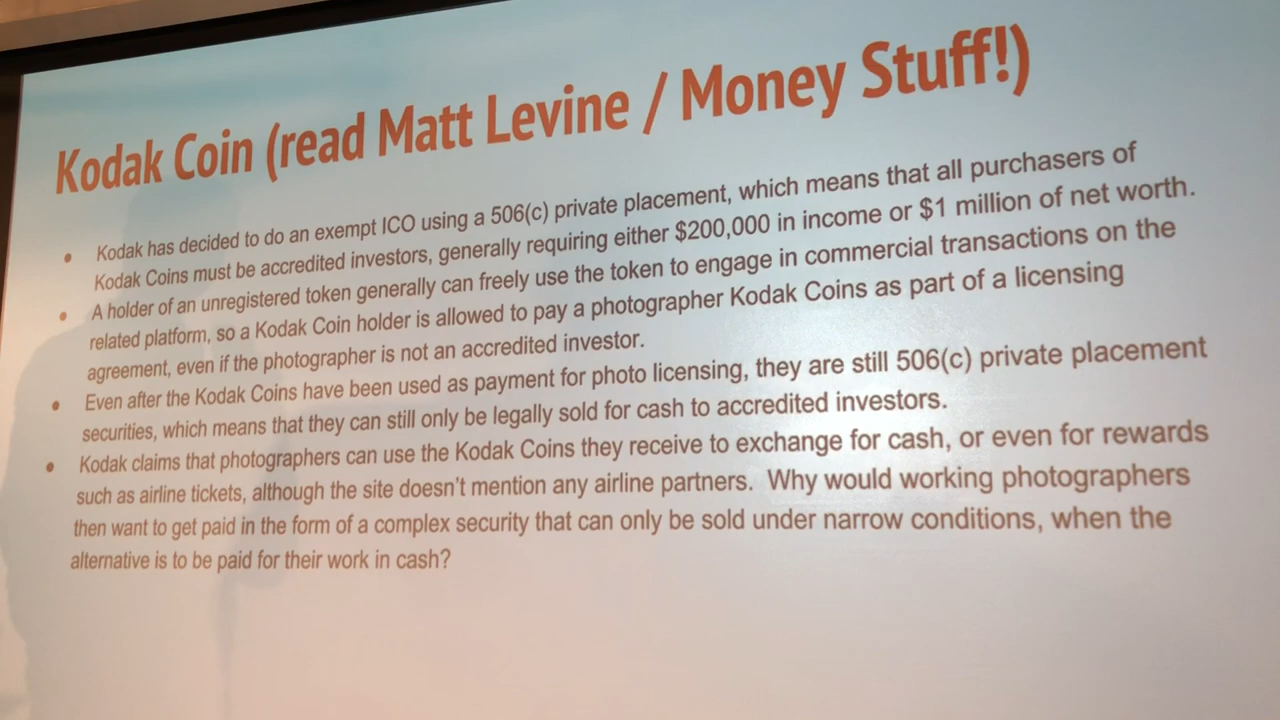 Kodak Coin (read Matt Levine / Money Stuff!)
• Kodak has decided to do an exempt ICO using a 506(c) private placement, which means that all purchasers of
Kodak Coins must be accredited investors, generally requiring either $200,000 in income or $1 million of net worth.
• A holder of an unregistered token generally can freely use the token to engage in commercial transactions on the
related platform, so a Kodak Coin holder is allowed to pay a photographer Kodak Coins as part of a licensing
agreement, even if the photographer is not an accredited investor.
• Even after the Kodak Coins have been used as payment for photo licensing, they are still 506(c) private placement
securities, which means that they can still only be legally sold for cash to accredited investors.
• Kodak claims that photographers can use the Kodak Coins they receive to exchange for cash, or even for rewards
such as airline tickets, although the site doesn't mention any airline partners.  Why would working photographers
then want to get paid in the form of a complex security that can only be sold under narrow conditions, when the
alternative is to be paid for their work in cash?